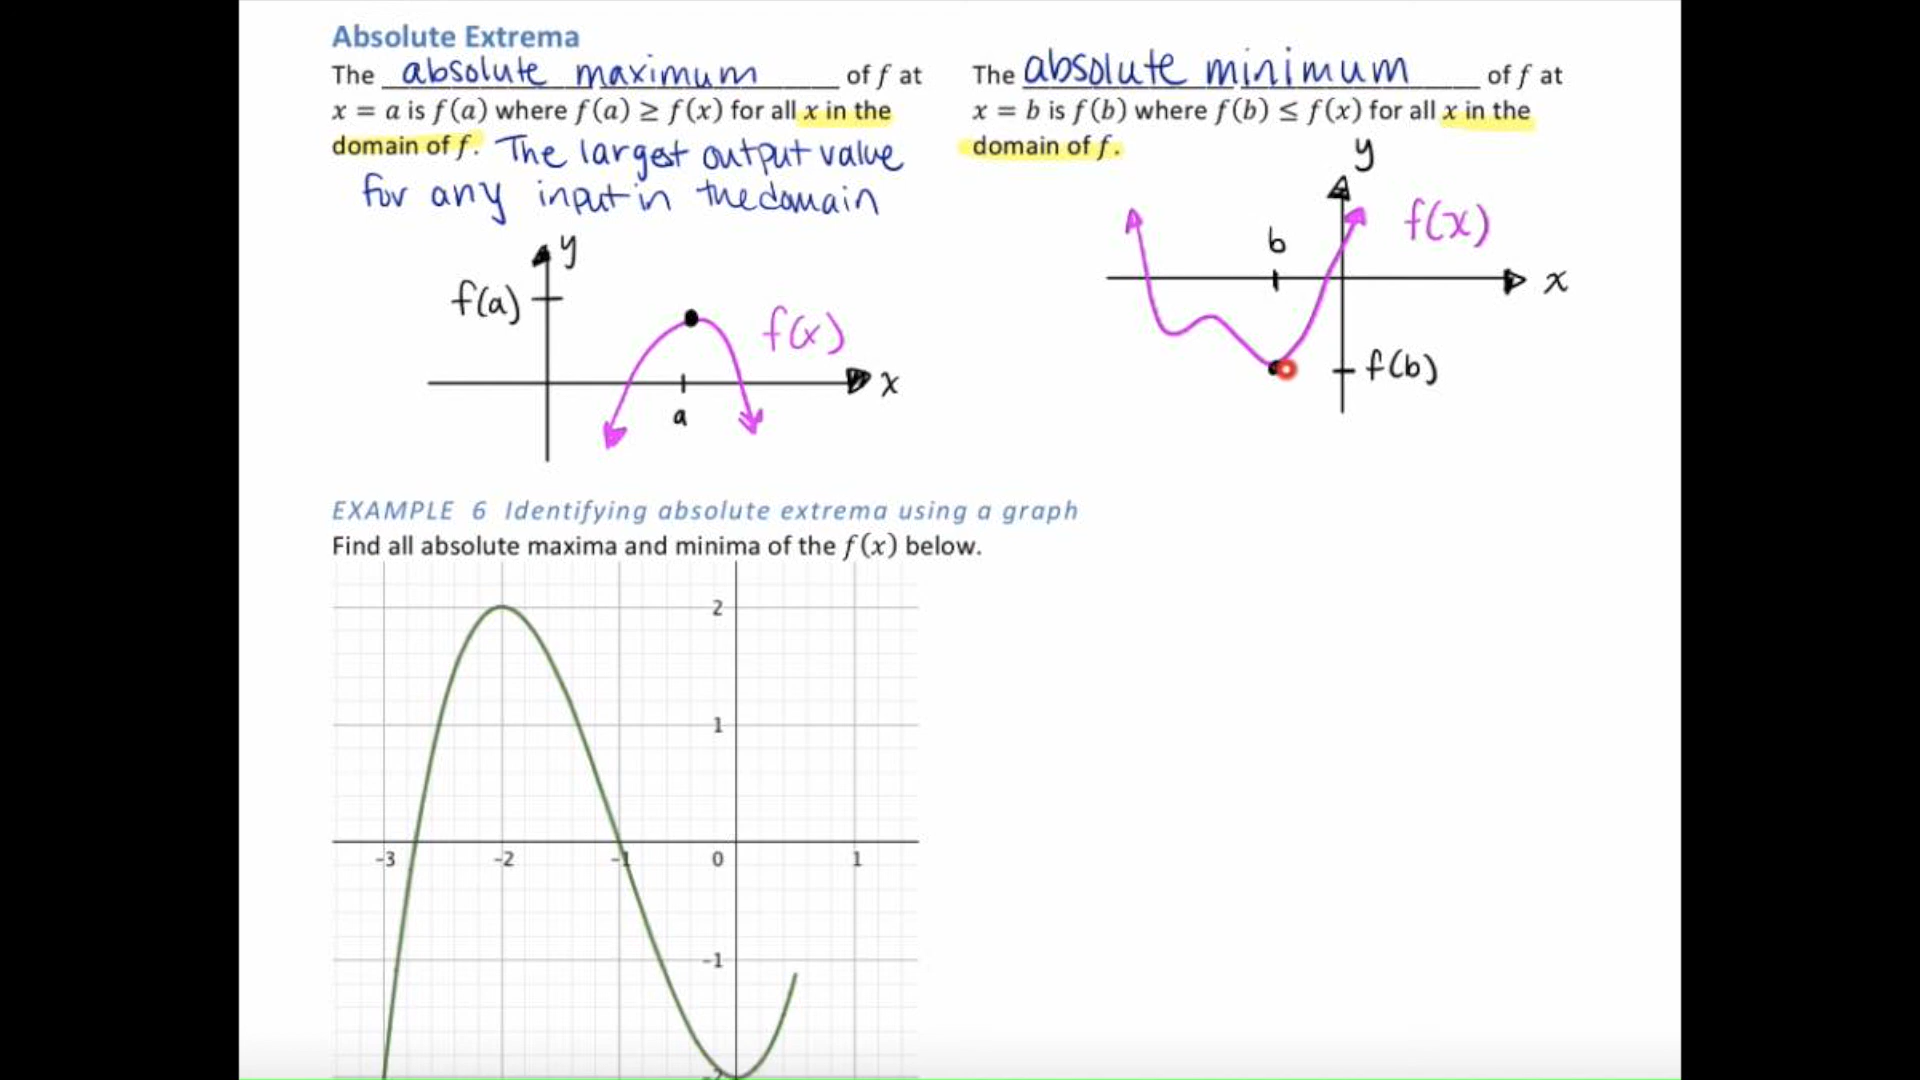 Absolute Extrema
The absolute maximum of f at
x = a is f(a) where f(a) ≥ f(x) for all x in the
domain of f. The largest output value
for any input in the domain
y
f(a)
f(x)
x
a
The absolute minimum of f at
x = b is f(b) where f(b) ≤ f(x) for all x in the
domain of f.
y
f(x)
b
x
f(b)
EXAMPLE 6 Identifying absolute extrema using a graph
Find all absolute maxima and minima of the f(x) below.
2
1
-3 -2 -1 0 1
-1
-2